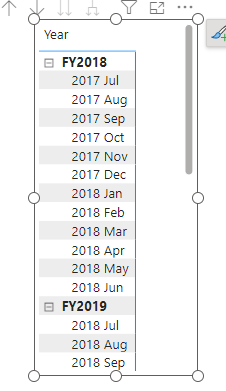 Year
FY2018
2017 Jul
2017 Aug
2017 Sep
2017 Oct
2017 Nov
2017 Dec
2018 Jan
2018 Feb
2018 Mar
2018 Apr
2018 May
2018 Jun
FY2019
2018 Jul
2018 Aug
2018 Sep